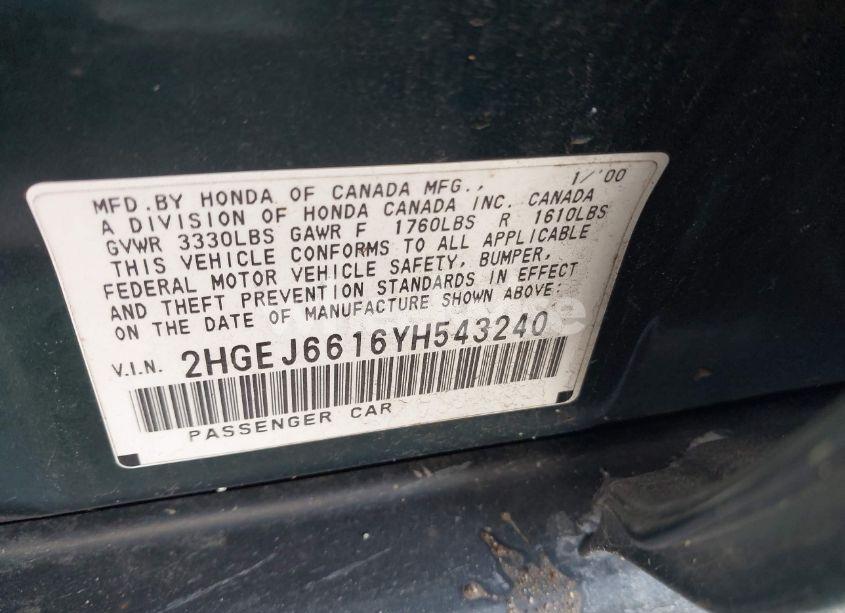 MFD.BY HONDA OF CANADA MFG., 1/'00
A DIVISION OF HONDA CANADA INC. CANADA
GVWR 3330LBS GAWR F 1760LBS R 1610LBS
THIS VEHICLE CONFORMS TO ALL APPLICABLE
FEDERAL MOTOR VEHICLE SAFETY, BUMPER,
AND THEFT PREVENTION STANDARDS IN EFFECT
ON THE DATE OF MANUFACTURE SHOWN ABOVE.
V.I.N. 2HGEJ6616YH543240
PASSENGER CAR